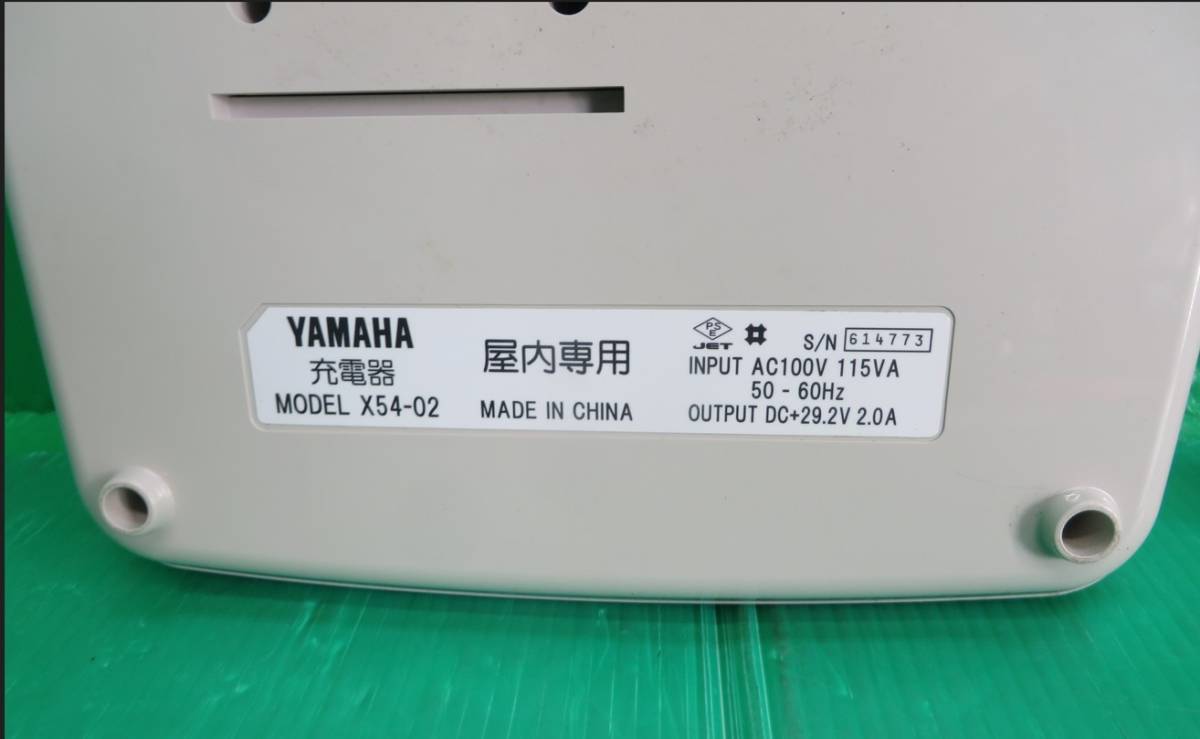 YAMAHA
充電器
MODEL X54-02
屋内専用
MADE IN CHINA
PSE
JET
S/N 614773
INPUT AC100V 115VA
50 - 60Hz
OUTPUT DC+29.2V 2.0A